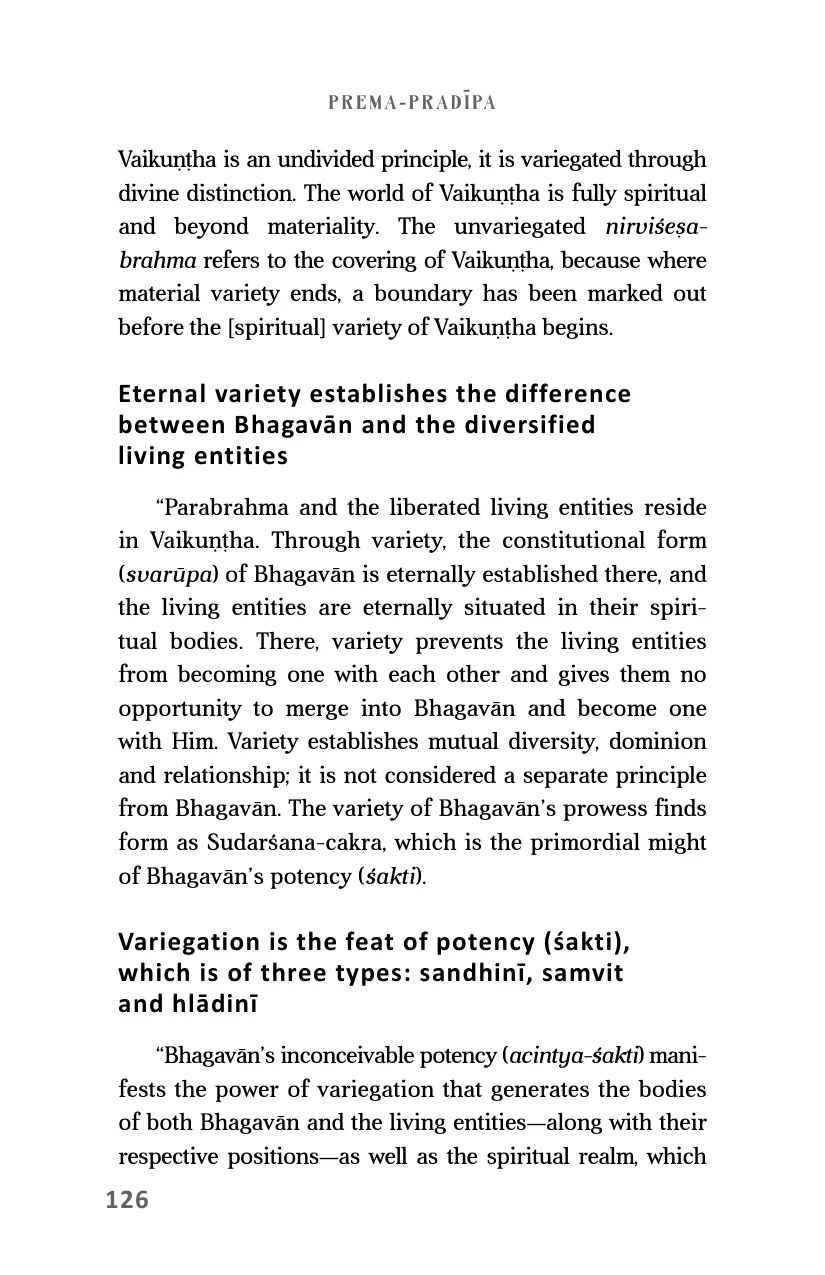 PREMA-PRADĪPA
Vaikuṇṭha is an undivided principle, it is variegated through
divine distinction. The world of Vaikuṇṭha is fully spiritual
and beyond materiality. The unvariegated nirviśeṣa-
brahma refers to the covering of Vaikuṇṭha, because where
material variety ends, a boundary has been marked out
before the [spiritual] variety of Vaikuṇṭha begins.
Eternal variety establishes the difference
between Bhagavān and the diversified
living entities
“Parabrahma and the liberated living entities reside
in Vaikuṇṭha. Through variety, the constitutional form
(svarūpa) of Bhagavān is eternally established there, and
the living entities are eternally situated in their spiri-
tual bodies. There, variety prevents the living entities
from becoming one with each other and gives them no
opportunity to merge into Bhagavān and become one
with Him. Variety establishes mutual diversity, dominion
and relationship; it is not considered a separate principle
from Bhagavān. The variety of Bhagavān’s prowess finds
form as Sudarśana-cakra, which is the primordial might
of Bhagavān’s potency (śakti).
Variegation is the feat of potency (śakti),
which is of three types: sandhinī, samvit
and hlādinī
“Bhagavān’s inconceivable potency (acintya-śakti) mani-
fests the power of variegation that generates the bodies
of both Bhagavān and the living entities—along with their
respective positions—as well as the spiritual realm, which
126